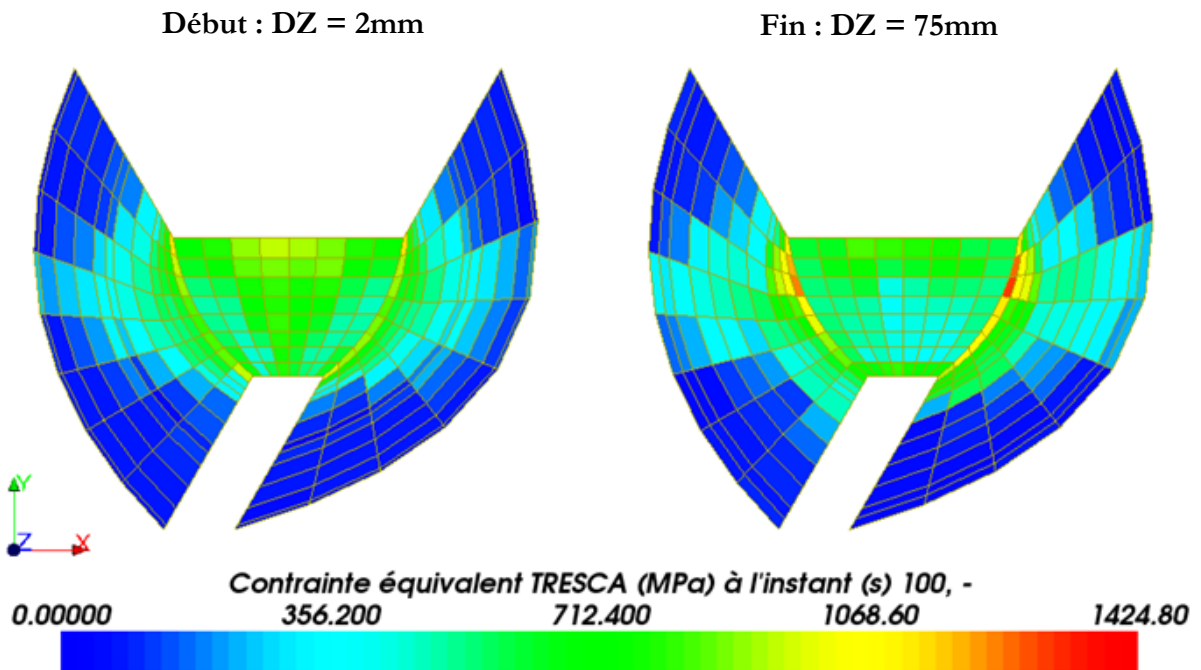 Début : DZ = 2mm
Fin : DZ = 75mm
Y
Z
X
Contrainte équivalent TRESCA (MPa) à l'instant (s) 100, -
0.00000 356.200 712.400 1068.60 1424.80